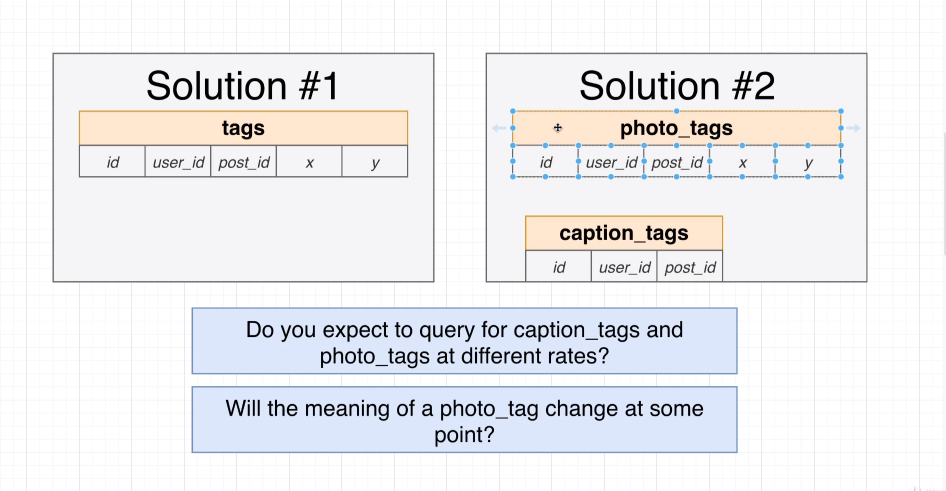 Solution #1
tags
id user_id post_id x y
Solution #2
photo_tags
id user_id post_id x y
caption_tags
id user_id post_id
Do you expect to query for caption_tags and
photo_tags at different rates?
Will the meaning of a photo_tag change at some
point?